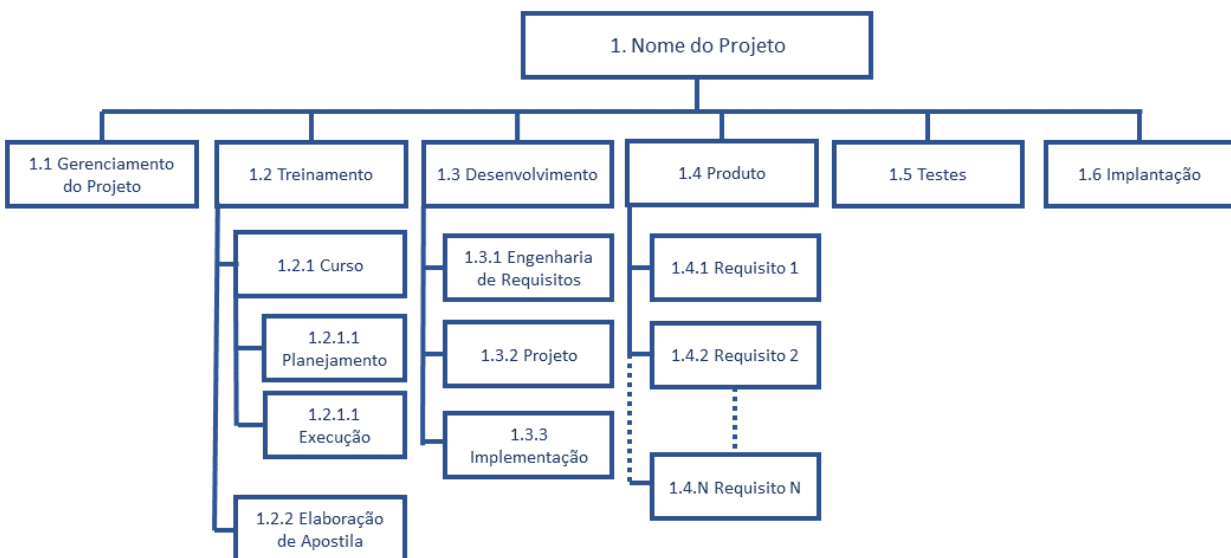 1. Nome do Projeto
1.1 Gerenciamento
do Projeto
1.2 Treinamento
1.3 Desenvolvimento
1.4 Produto
1.5 Testes
1.6 Implantação
1.2.1 Curso
1.2.1.1
Planejamento
1.2.1.1
Execução
1.2.2 Elaboração
de Apostila
1.3.1 Engenharia
de Requisitos
1.3.2 Projeto
1.3.3
Implementação
1.4.1 Requisito 1
1.4.2 Requisito 2
1.4.N Requisito N